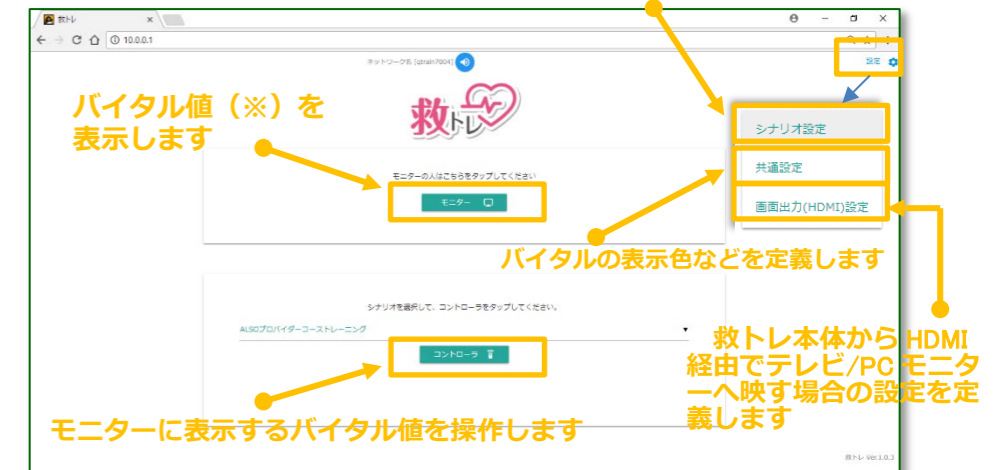 救トレ
10.0.0.1
ネットワーク名 [qtrain7004]
設定
救トレ
バイタル値（※）を
表示します
シナリオ設定
共通設定
画面出力(HDMI)設定
モニターの人はこちらをタップしてください
モニター
バイタルの表示色などを定義します
シナリオを選択して、コントローラをタップしてください。
ALSOプロバイダーコーストレーニング
コントローラ
救トレ本体から HDMI
経由でテレビ/PC モニタ
ーへ映す場合の設定を定
義します
モニターに表示するバイタル値を操作します
救トレ Ver.1.0.3